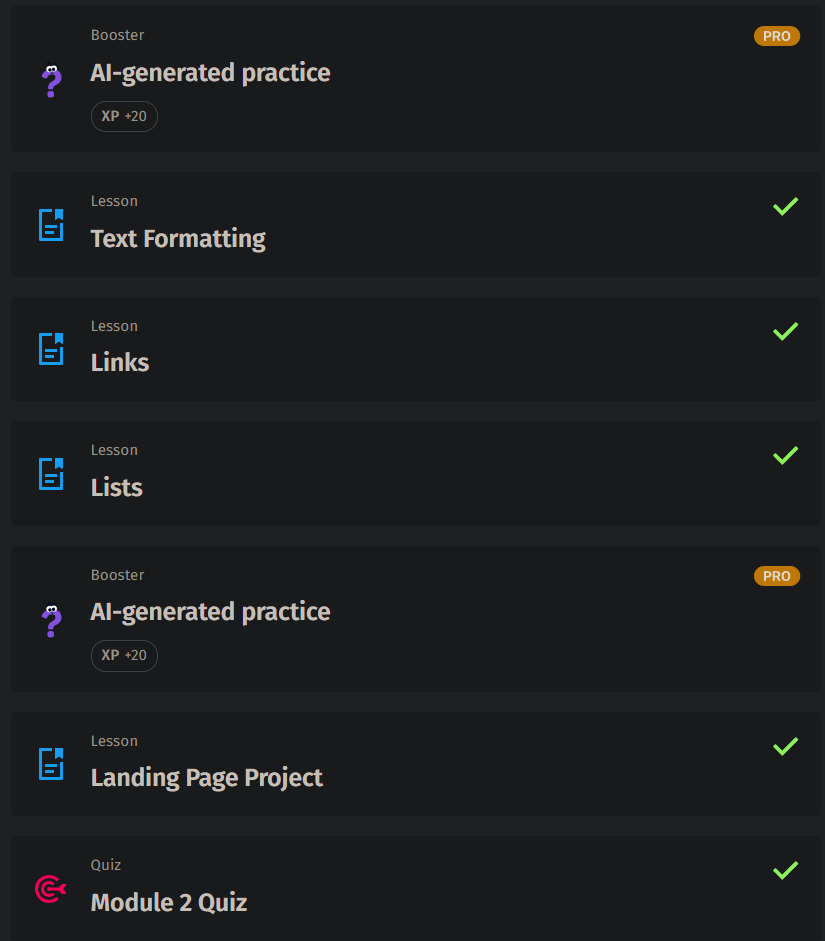 Booster
PRO
AI-generated practice
XP +20
Lesson
Text Formatting
Lesson
Links
Lesson
Lists
Booster
PRO
AI-generated practice
XP +20
Lesson
Landing Page Project
Quiz
Module 2 Quiz